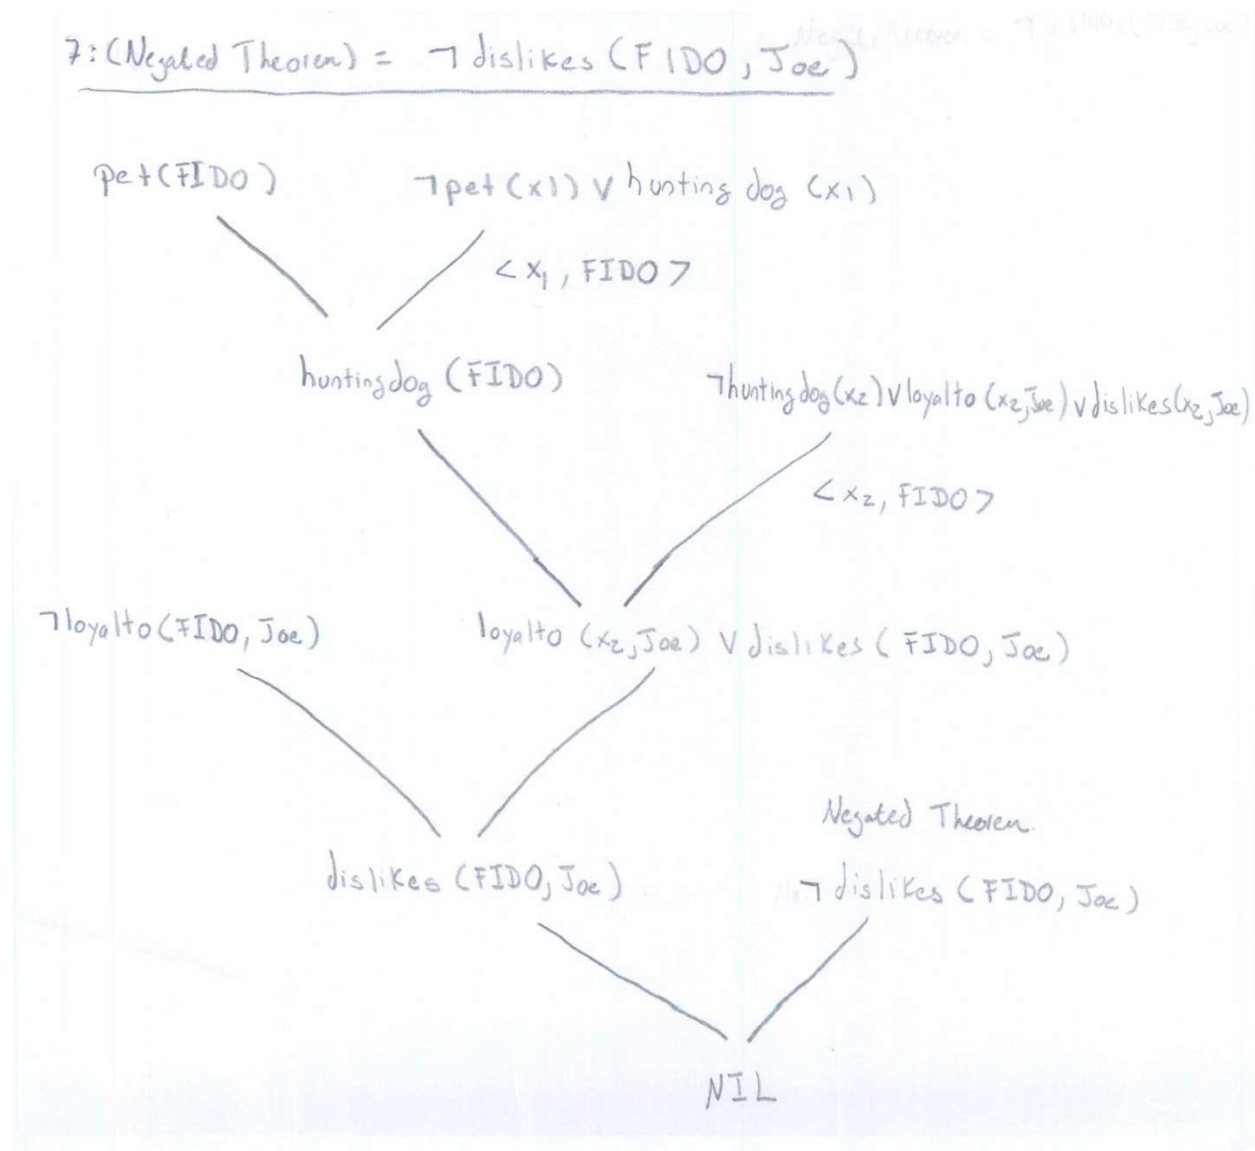 7: (Negated Theorem) = ¬ dislikes (FIDO, Joe)
pet(FIDO) ¬pet (x1) ∨ hunting dog (x1)
<x₁, FIDO>
huntingdog (FIDO) ¬huntingdog(x₂)∨loyalto(x₂,Joe)∨dislikes(x₂,Joe)
<x₂, FIDO>
¬loyalto(FIDO, Joe) loyalto (x₂,Joe) ∨ dislikes (FIDO, Joe)
Negated Theorem
dislikes (FIDO, Joe) ¬ dislikes (FIDO, Joe)
NIL